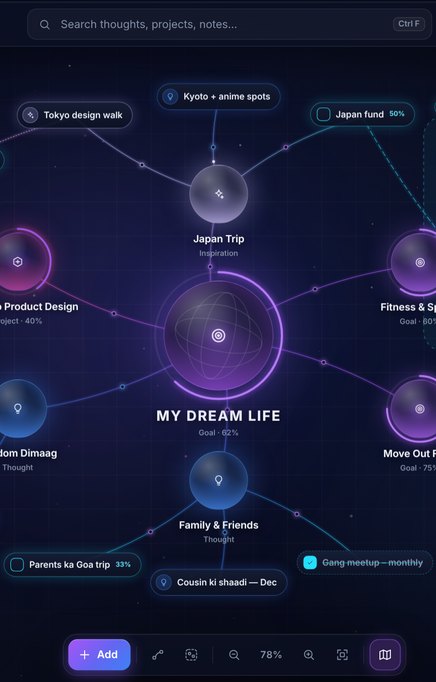 Search thoughts, projects, notes...
Ctrl F
Kyoto + anime spots
Tokyo design walk
Japan fund 50%
Japan Trip
Inspiration
Product Design
oject · 40%
Fitness & Sp
Goal · 60%
MY DREAM LIFE
Goal · 62%
dom Dimaag
Thought
Move Out F
Goal · 75%
Family & Friends
Thought
Parents ka Goa trip 33%
Gang meetup – monthly
Cousin ki shaadi — Dec
+ Add
78%